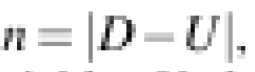 n = |D − U|,